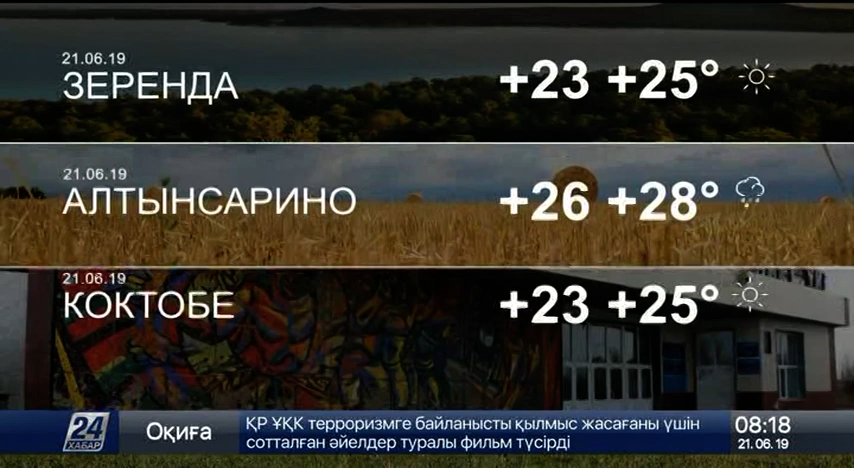 21.06.19
ЗЕРЕНДА
+23 +25°
21.06.19
АЛТЫНСАРИНО
+26 +28°
21.06.19
КОКТОБЕ
+23 +25°
24
ХАБАР
Оқиға
ҚР ҰҚК терроризмге байланысты қылмыс жасағаны үшін
сотталған әйелдер туралы фильм түсірді
08:18
21.06.19